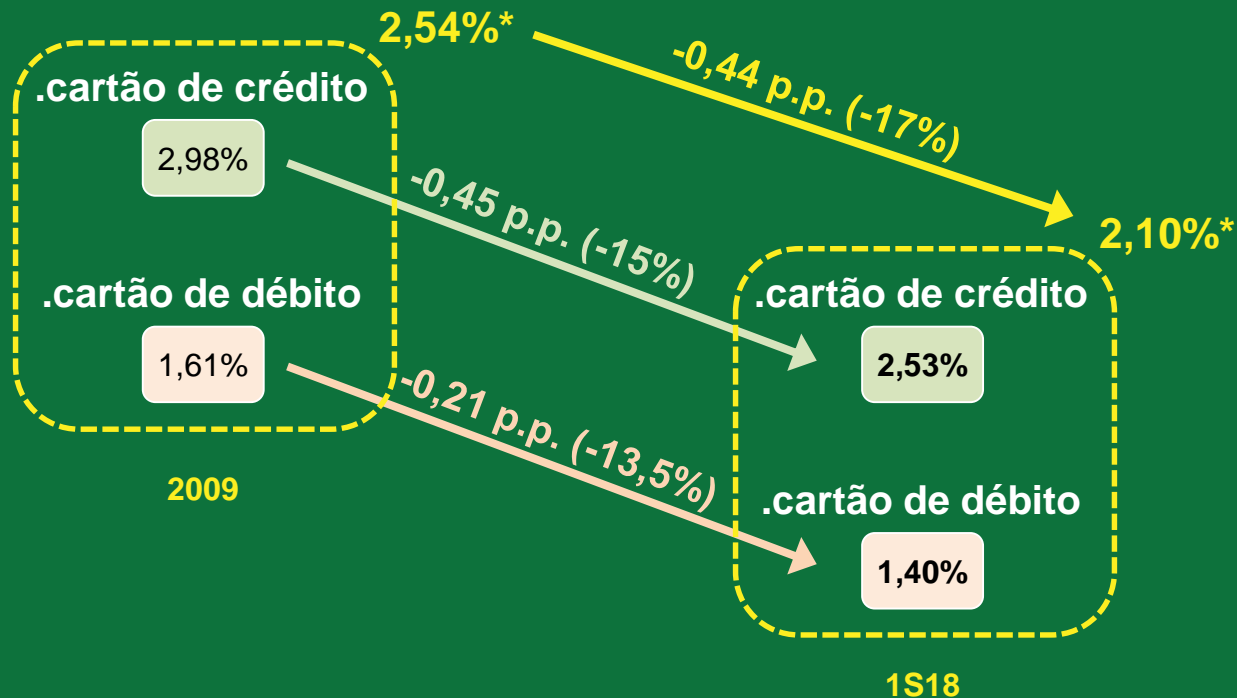 2,54%*
-0,44 p.p. (-17%)
2,10%*
.cartão de crédito
2,98%
-0,45 p.p. (-15%)
.cartão de débito
1,61%
-0,21 p.p. (-13,5%)
2009
.cartão de crédito
2,53%
.cartão de débito
1,40%
1S18